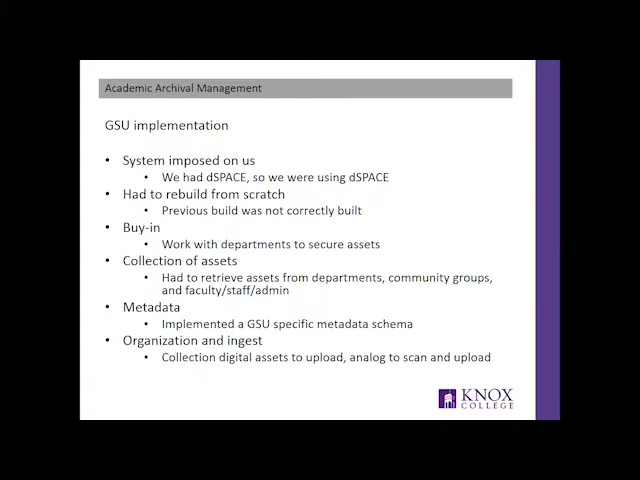 Academic Archival Management
GSU implementation
• System imposed on us
• We had dSPACE, so we were using dSPACE
• Had to rebuild from scratch
• Previous build was not correctly built
• Buy-in
• Work with departments to secure assets
• Collection of assets
• Had to retrieve assets from departments, community groups,
and faculty/staff/admin
• Metadata
• Implemented a GSU specific metadata schema
• Organization and ingest
• Collection digital assets to upload, analog to scan and upload
KNOX
COLLEGE